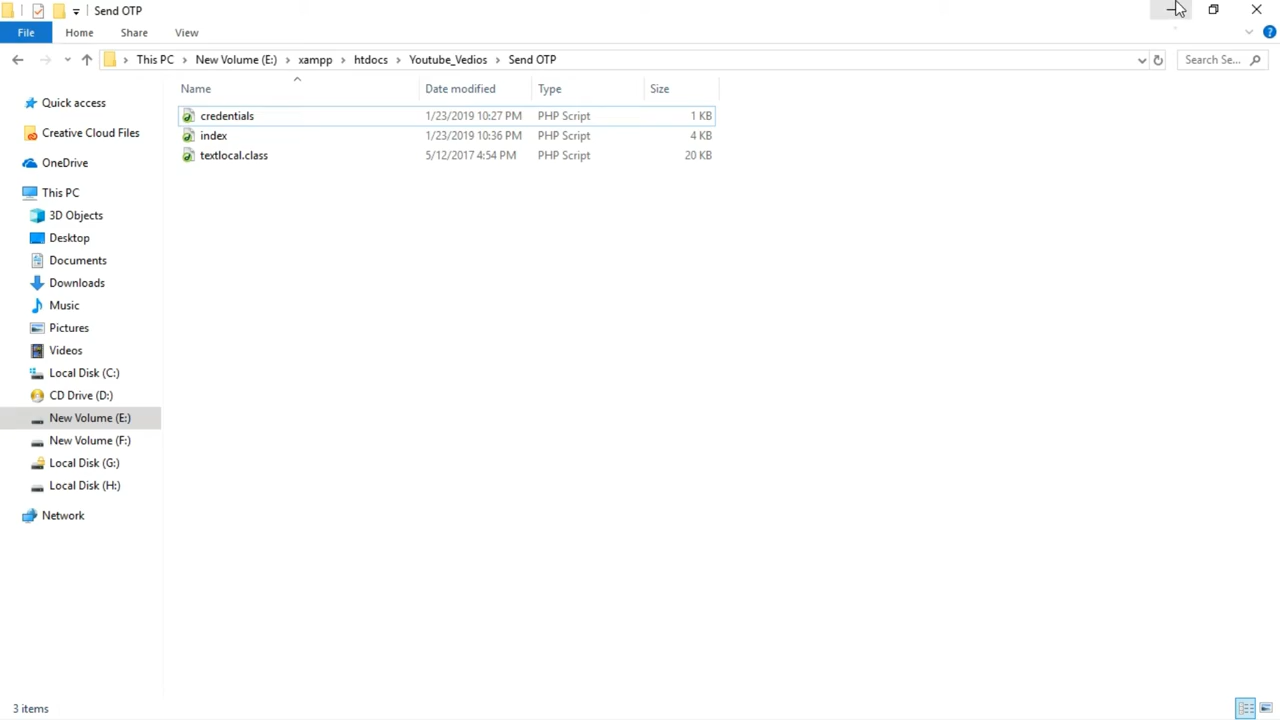 Send OTP
File Home Share View
This PC New Volume (E:) xampp htdocs Youtube_Vedios Send OTP Search Se...
Name Date modified Type Size
Quick access
Creative Cloud Files
OneDrive
This PC
3D Objects
Desktop
Documents
Downloads
Music
Pictures
Videos
Local Disk (C:)
CD Drive (D:)
New Volume (E:)
New Volume (F:)
Local Disk (G:)
Local Disk (H:)
Network
credentials 1/23/2019 10:27 PM PHP Script 1 KB
index 1/23/2019 10:36 PM PHP Script 4 KB
textlocal.class 5/12/2017 4:54 PM PHP Script 20 KB
3 items